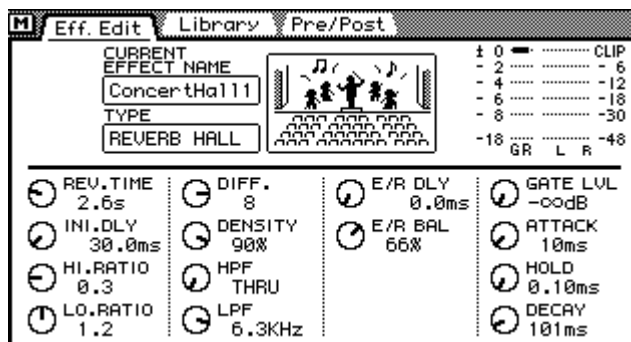 M Eff. Edit Library Pre/Post
CURRENT
EFFECT NAME
ConcertHall1
TYPE
REVERB HALL
± 0 CLIP
- 2 - 6
- 4 -12
- 6 -18
- 8 -30
-18 -48
GR L R
REV.TIME DIFF. E/R DLY GATE LVL
2.6s 8 0.0ms -∞dB
INI.DLY DENSITY E/R BAL ATTACK
30.0ms 90% 66% 10ms
HI.RATIO HPF HOLD
0.3 THRU 0.10ms
LO.RATIO LPF DECAY
1.2 6.3KHz 101ms